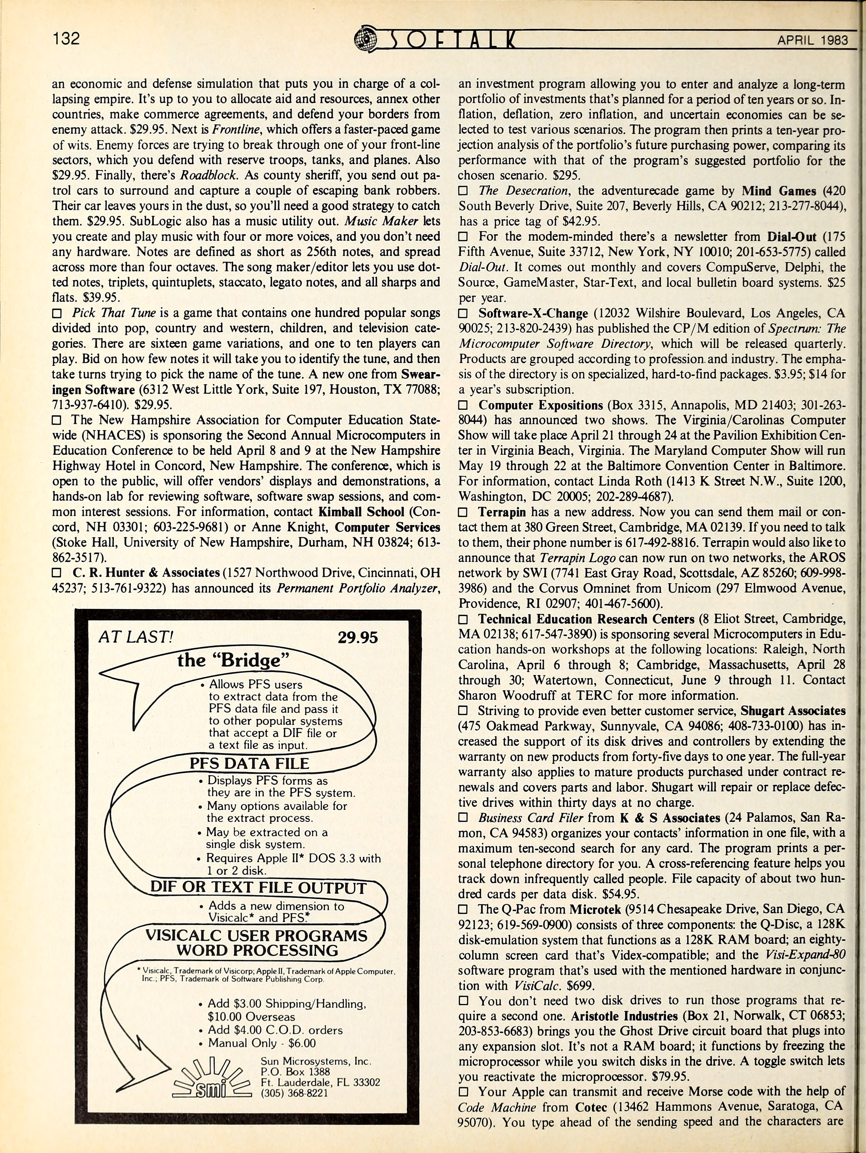 132
SOFTALK
APRIL 1983
an economic and defense simulation that puts you in charge of a col-
lapsing empire. It's up to you to allocate aid and resources, annex other
countries, make commerce agreements, and defend your borders from
enemy attack. $29.95. Next is Frontline, which offers a faster-paced game
of wits. Enemy forces are trying to break through one of your front-line
sectors, which you defend with reserve troops, tanks, and planes. Also
$29.95. Finally, there's Roadblock. As county sheriff, you send out pa-
trol cars to surround and capture a couple of escaping bank robbers.
Their car leaves yours in the dust, so you'll need a good strategy to catch
them. $29.95. SubLogic also has a music utility out. Music Maker lets
you create and play music with four or more voices, and you don't need
any hardware. Notes are defined as short as 256th notes, and spread
across more than four octaves. The song maker/editor lets you use dot-
ted notes, triplets, quintuplets, staccato, legato notes, and all sharps and
flats. $39.95.
□ Pick That Tune is a game that contains one hundred popular songs
divided into pop, country and western, children, and television cate-
gories. There are sixteen game variations, and one to ten players can
play. Bid on how few notes it will take you to identify the tune, and then
take turns trying to pick the name of the tune. A new one from Swear-
ingen Software (6312 West Little York, Suite 197, Houston, TX 77088;
713-937-6410). $29.95.
□ The New Hampshire Association for Computer Education State-
wide (NHACES) is sponsoring the Second Annual Microcomputers in
Education Conference to be held April 8 and 9 at the New Hampshire
Highway Hotel in Concord, New Hampshire. The conference, which is
open to the public, will offer vendors' displays and demonstrations, a
hands-on lab for reviewing software, software swap sessions, and com-
mon interest sessions. For information, contact Kimball School (Con-
cord, NH 03301; 603-225-9681) or Anne Knight, Computer Services
(Stoke Hall, University of New Hampshire, Durham, NH 03824; 613-
862-3517).
□ C. R. Hunter & Associates (1527 Northwood Drive, Cincinnati, OH
45237; 513-761-9322) has announced its Permanent Portfolio Analyzer,
AT LAST! 29.95
the "Bridge"
• Allows PFS users
to extract data from the
PFS data file and pass it
to other popular systems
that accept a DIF file or
a text file as input.
PFS DATA FILE
• Displays PFS forms as
they are in the PFS system.
• Many options available for
the extract process.
• May be extracted on a
single disk system.
• Requires Apple II* DOS 3.3 with
1 or 2 disk.
DIF OR TEXT FILE OUTPUT
• Adds a new dimension to
Visicalc* and PFS.*
VISICALC USER PROGRAMS
WORD PROCESSING
* Visicalc, Trademark of Visicorp; Apple II, Trademark of Apple Computer,
Inc.; PFS, Trademark of Software Publishing Corp.
• Add $3.00 Shipping/Handling,
$10.00 Overseas
• Add $4.00 C.O.D. orders
• Manual Only - $6.00
smi
Sun Microsystems, Inc.
P.O. Box 1388
Ft. Lauderdale, FL 33302
(305) 368-8221
an investment program allowing you to enter and analyze a long-term
portfolio of investments that's planned for a period of ten years or so. In-
flation, deflation, zero inflation, and uncertain economies can be se-
lected to test various scenarios. The program then prints a ten-year pro-
jection analysis of the portfolio's future purchasing power, comparing its
performance with that of the program's suggested portfolio for the
chosen scenario. $295.
□ The Desecration, the adventurecade game by Mind Games (420
South Beverly Drive, Suite 207, Beverly Hills, CA 90212; 213-277-8044),
has a price tag of $42.95.
□ For the modem-minded there's a newsletter from Dial-Out (175
Fifth Avenue, Suite 33712, New York, NY 10010; 201-653-5775) called
Dial-Out. It comes out monthly and covers CompuServe, Delphi, the
Source, GameMaster, Star-Text, and local bulletin board systems. $25
per year.
□ Software-X-Change (12032 Wilshire Boulevard, Los Angeles, CA
90025; 213-820-2439) has published the CP/M edition of Spectrum: The
Microcomputer Software Directory, which will be released quarterly.
Products are grouped according to profession and industry. The empha-
sis of the directory is on specialized, hard-to-find packages. $3.95; $14 for
a year's subscription.
□ Computer Expositions (Box 3315, Annapolis, MD 21403; 301-263-
8044) has announced two shows. The Virginia/Carolinas Computer
Show will take place April 21 through 24 at the Pavilion Exhibition Cen-
ter in Virginia Beach, Virginia. The Maryland Computer Show will run
May 19 through 22 at the Baltimore Convention Center in Baltimore.
For information, contact Linda Roth (1413 K Street N.W., Suite 1200,
Washington, DC 20005; 202-289-4687).
□ Terrapin has a new address. Now you can send them mail or con-
tact them at 380 Green Street, Cambridge, MA 02139. If you need to talk
to them, their phone number is 617-492-8816. Terrapin would also like to
announce that Terrapin Logo can now run on two networks, the AROS
network by SWI (7741 East Gray Road, Scottsdale, AZ 85260; 609-998-
3986) and the Corvus Omninet from Unicom (297 Elmwood Avenue,
Providence, RI 02907; 401-467-5600).
□ Technical Education Research Centers (8 Eliot Street, Cambridge,
MA 02138; 617-547-3890) is sponsoring several Microcomputers in Edu-
cation hands-on workshops at the following locations: Raleigh, North
Carolina, April 6 through 8; Cambridge, Massachusetts, April 28
through 30; Watertown, Connecticut, June 9 through 11. Contact
Sharon Woodruff at TERC for more information.
□ Striving to provide even better customer service, Shugart Associates
(475 Oakmead Parkway, Sunnyvale, CA 94086; 408-733-0100) has in-
creased the support of its disk drives and controllers by extending the
warranty on new products from forty-five days to one year. The full-year
warranty also applies to mature products purchased under contract re-
newals and covers parts and labor. Shugart will repair or replace defec-
tive drives within thirty days at no charge.
□ Business Card Filer from K & S Associates (24 Palamos, San Ra-
mon, CA 94583) organizes your contacts' information in one file, with a
maximum ten-second search for any card. The program prints a per-
sonal telephone directory for you. A cross-referencing feature helps you
track down infrequently called people. File capacity of about two hun-
dred cards per data disk. $54.95.
□ The Q-Pac from Microtek (9514 Chesapeake Drive, San Diego, CA
92123; 619-569-0900) consists of three components: the Q-Disc, a 128K
disk-emulation system that functions as a 128K RAM board; an eighty-
column screen card that's Videx-compatible; and the Visi-Expand-80
software program that's used with the mentioned hardware in conjunc-
tion with VisiCalc. $699.
□ You don't need two disk drives to run those programs that re-
quire a second one. Aristotle Industries (Box 21, Norwalk, CT 06853;
203-853-6683) brings you the Ghost Drive circuit board that plugs into
any expansion slot. It's not a RAM board; it functions by freezing the
microprocessor while you switch disks in the drive. A toggle switch lets
you reactivate the microprocessor. $79.95.
□ Your Apple can transmit and receive Morse code with the help of
Code Machine from Cotec (13462 Hammons Avenue, Saratoga, CA
95070). You type ahead of the sending speed and the characters are